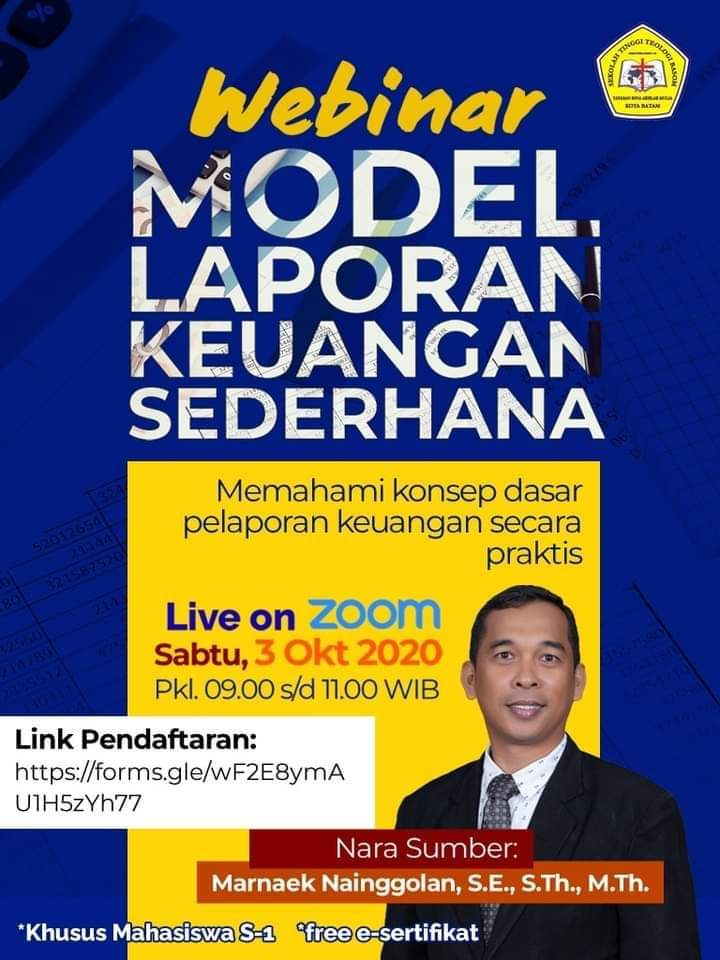 SEKOLAH TINGGI TEOLOGI BASOM
KOTA BATAM
Webinar
MODEL
LAPORAN
KEUANGAN
SEDERHANA
Memahami konsep dasar
pelaporan keuangan secara
praktis
Live on zoom
Sabtu, 3 Okt 2020
Pkl. 09.00 s/d 11.00 WIB
Link Pendaftaran:
https://forms.gle/wF2E8ymA
U1H5zYh77
Nara Sumber:
Marnaek Nainggolan, S.E., S.Th., M.Th.
*Khusus Mahasiswa S-1 *free e-sertifikat